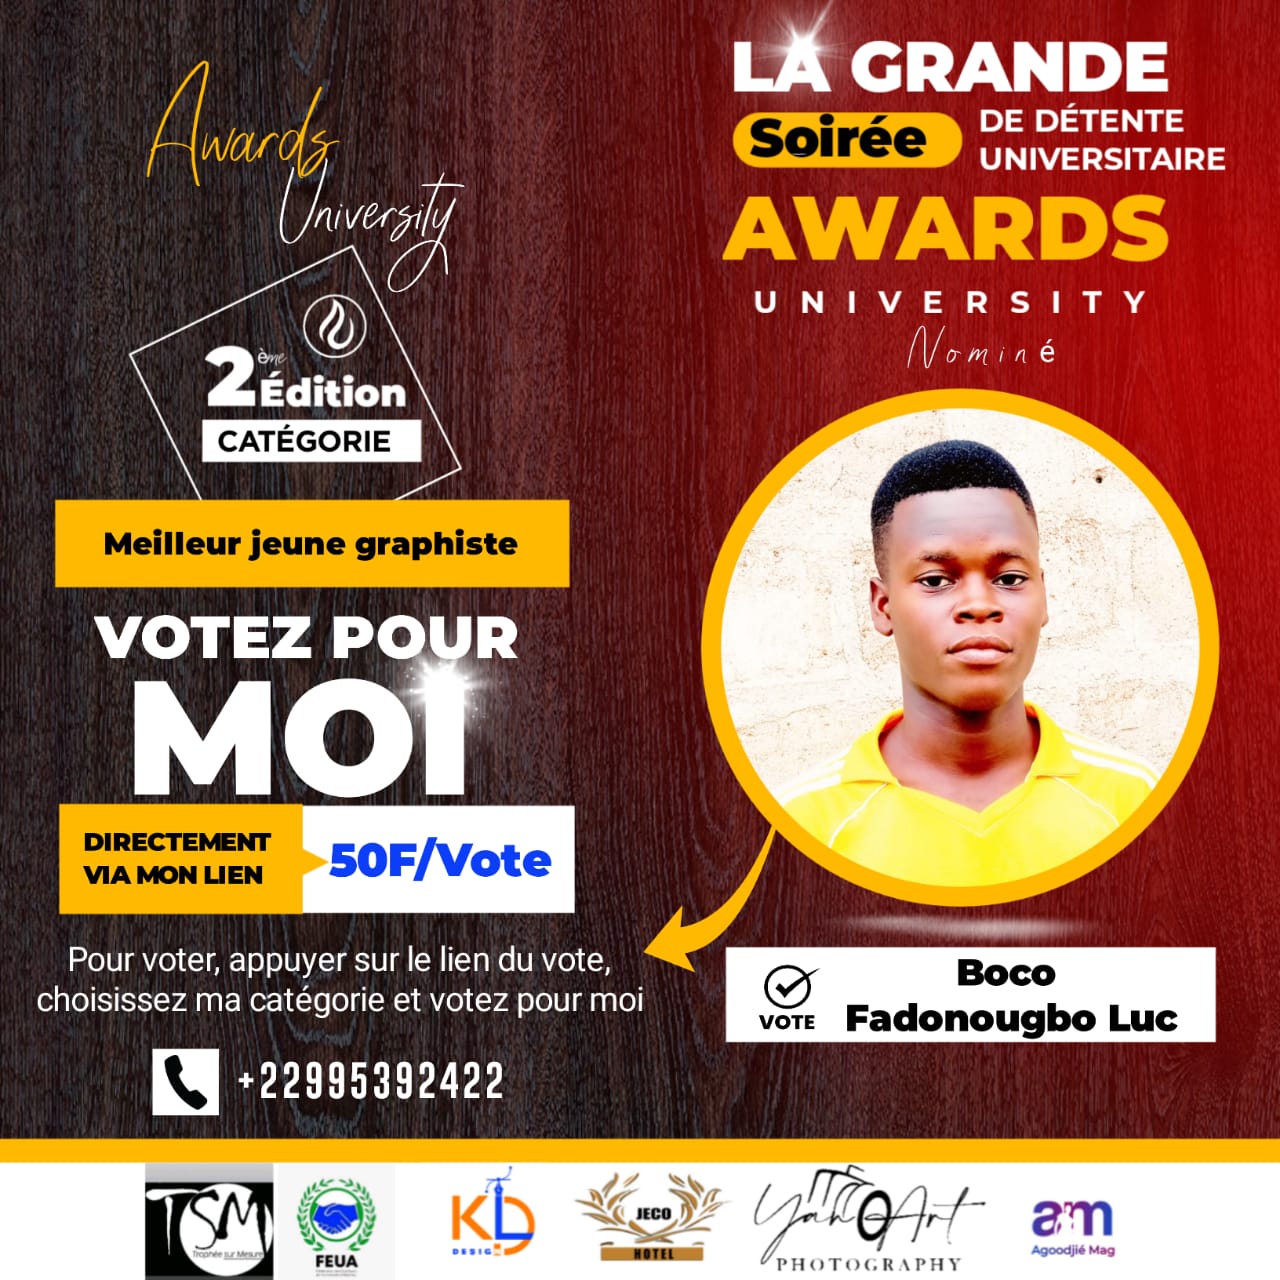 Awards
University
2ème
Édition
CATÉGORIE
Meilleur jeune graphiste
VOTEZ POUR
MOI
DIRECTEMENT
VIA MON LIEN
50F/Vote
Pour voter, appuyer sur le lien du vote,
choisissez ma catégorie et votez pour moi
+22995392422
LA GRANDE
Soirée
DE DÉTENTE
UNIVERSITAIRE
AWARDS
UNIVERSITY
Nominé
VOTE
Boco
Fadonougbo Luc
TSM
Trophée sur Mesure
FEUA
KD
DESIGN
JECO
HOTEL
YanOArt
PHOTOGRAPHY
am
Agoodjié Mag